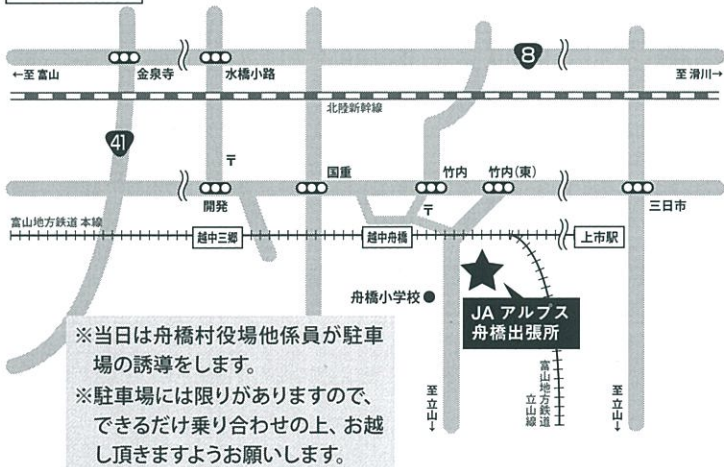 8
←至 富山
金泉寺
水橋小路
至 滑川→
北陸新幹線
41
〒
国重
竹内
竹内(東)
開発
〒
三日市
富山地方鉄道 本線
越中三郷
越中舟橋
上市駅
舟橋小学校
JA アルプス
舟橋出張所
※当日は舟橋村役場他係員が駐車
場の誘導をします。
※駐車場には限りがありますので、
できるだけ乗り合わせの上、お越
し頂きますようお願いします。
至 立山↓
富山地方鉄道
立山線
至 立山↓